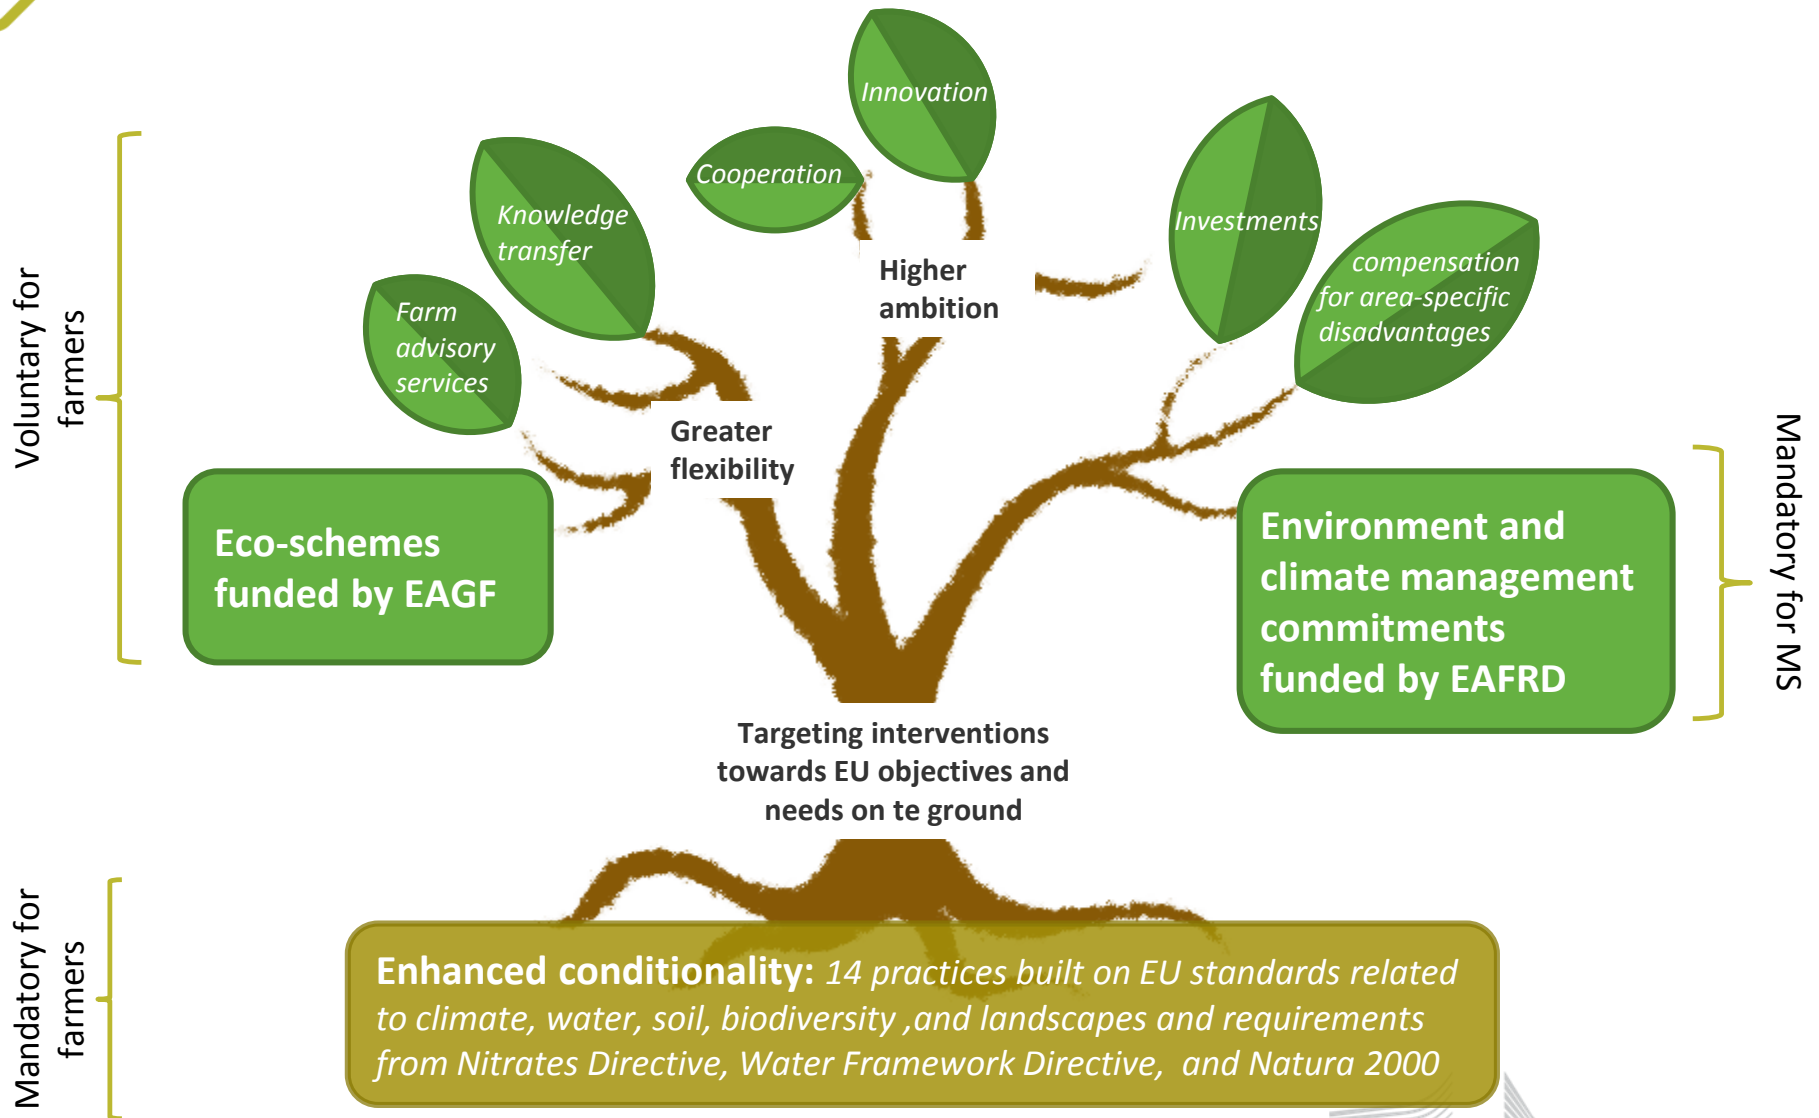 Innovation
Cooperation
Knowledge
transfer
Investments
Farm
advisory
services
compensation
for area-specific
disadvantages
Higher
ambition
Greater
flexibility
Voluntary for
farmers
Eco-schemes
funded by EAGF
Environment and
climate management
commitments
funded by EAFRD
Mandatory for MS
Targeting interventions
towards EU objectives and
needs on te ground
Mandatory for
farmers
Enhanced conditionality: 14 practices built on EU standards related
to climate, water, soil, biodiversity ,and landscapes and requirements
from Nitrates Directive, Water Framework Directive, and Natura 2000